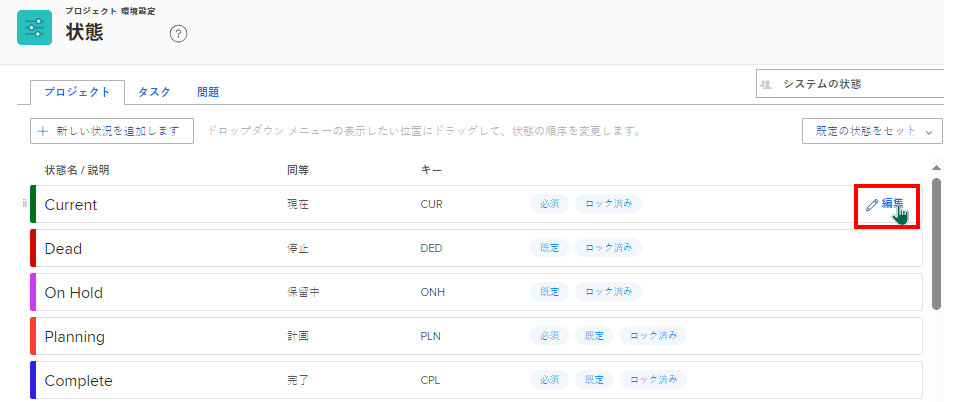 プロジェクト 環境設定
状態
?
システムの状態
プロジェクト タスク 問題
+ 新しい状況を追加します ドロップダウン メニューの表示したい位置にドラッグして、状態の順序を変更します。 既定の状態をセット
状態名 / 説明 同等 キー
Current 現在 CUR 必須 ロック済み 編集
Dead 停止 DED 既定 ロック済み
On Hold 保留中 ONH 既定 ロック済み
Planning 計画 PLN 必須 既定 ロック済み
Complete 完了 CPL 必須 既定 ロック済み